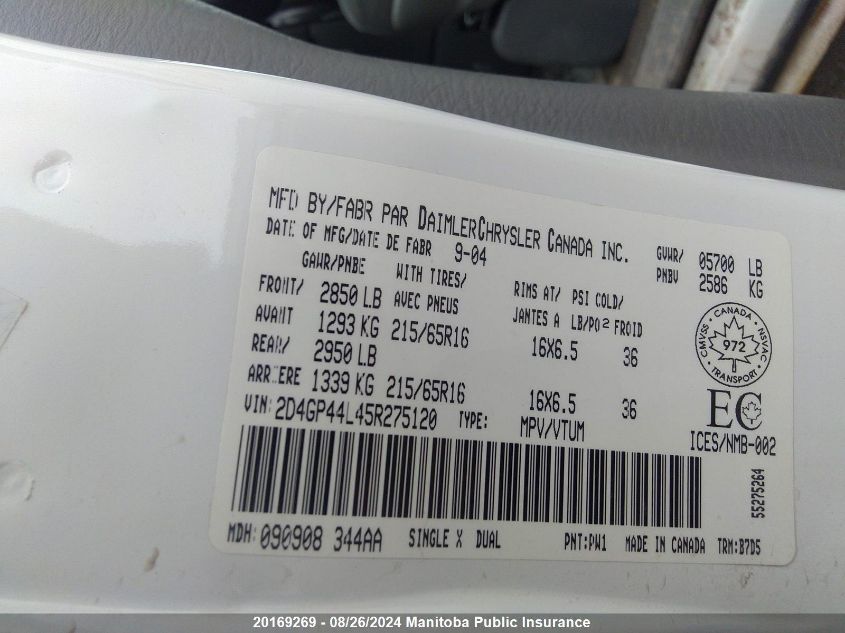 MFD BY/FABR PAR DAIMLERCHRYSLER CANADA INC.
DATE OF MFG/DATE DE FABR 9-04 GVWR/PNBV 05700 LB 2586 KG
GAWR/PNBE WITH TIRES/AVEC PNEUS RIMS AT/JANTES A PSI COLD/LB/PO2 FROID
FRONT/AVANT 2850 LB 1293 KG 215/65R16 16X6.5 36
REAR/ARRIERE 2950 LB 1339 KG 215/65R16 16X6.5 36
CANADA CMVSS NSVAC 972 TRANSPORT
EC
ICES/NMB-002
VIN: 2D4GP44L45R275120 TYPE: MPV/VTUM
55275264
MDH: 090908 344AA SINGLE X DUAL PNT:PW1 MADE IN CANADA TRM:B7D5
20169269 - 08/26/2024 Manitoba Public Insurance